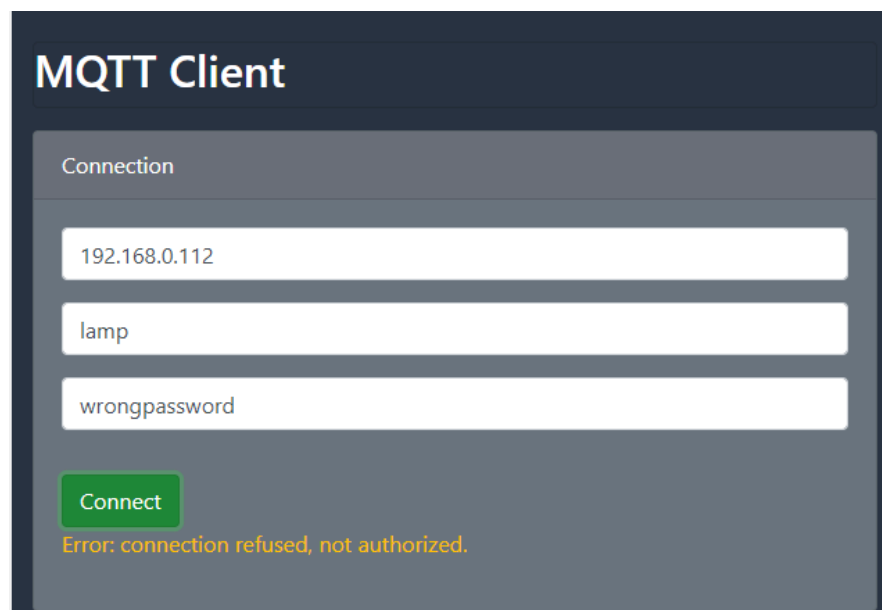 MQTT Client
Connection
192.168.0.112
lamp
wrongpassword
Connect
Error: connection refused, not authorized.